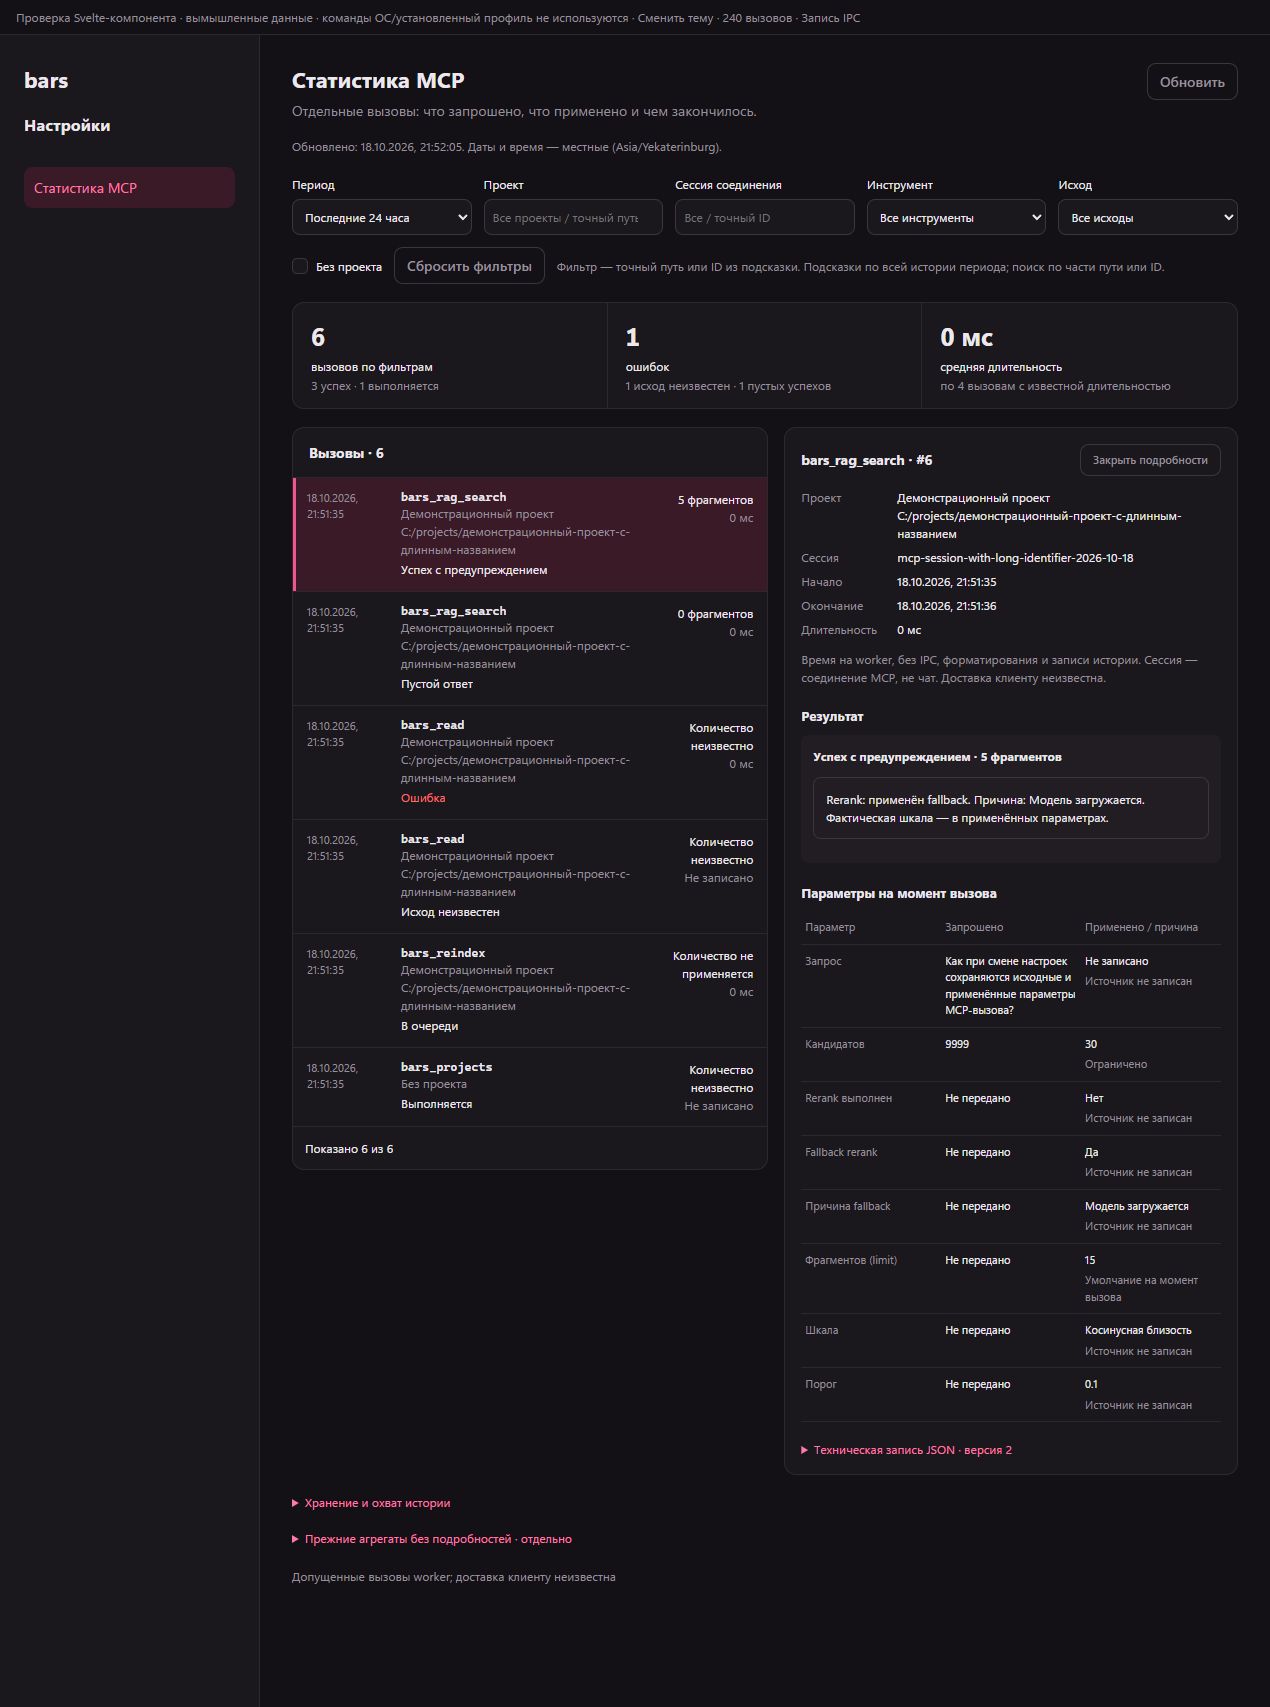 Проверка Svelte-компонента · вымышленные данные · команды ОС/установленный профиль не используются · Сменить тему · 240 вызовов · Запись IPC
bars
Настройки
Статистика MCP
Статистика MCP
Обновить
Отдельные вызовы: что запрошено, что применено и чем закончилось.
Обновлено: 18.10.2026, 21:52:05. Даты и время — местные (Asia/Yekaterinburg).
Период
Проект
Сессия соединения
Инструмент
Исход
Последние 24 часа
Все проекты / точный путь
Все / точный ID
Все инструменты
Все исходы
Без проекта
Сбросить фильтры
Фильтр — точный путь или ID из подсказки. Подсказки по всей истории периода; поиск по части пути или ID.
6
вызовов по фильтрам
3 успех · 1 выполняется
1
ошибок
1 исход неизвестен · 1 пустых успехов
0 мс
средняя длительность
по 4 вызовам с известной длительностью
Вызовы · 6
18.10.2026,
21:51:35
bars_rag_search
Демонстрационный проект
C:/projects/демонстрационный-проект-с-
длинным-названием
Успех с предупреждением
5 фрагментов
0 мс
18.10.2026,
21:51:35
bars_rag_search
Демонстрационный проект
C:/projects/демонстрационный-проект-с-
длинным-названием
Пустой ответ
0 фрагментов
0 мс
18.10.2026,
21:51:35
bars_read
Демонстрационный проект
C:/projects/демонстрационный-проект-с-
длинным-названием
Ошибка
Количество
неизвестно
0 мс
18.10.2026,
21:51:35
bars_read
Демонстрационный проект
C:/projects/демонстрационный-проект-с-
длинным-названием
Исход неизвестен
Количество
неизвестно
Не записано
18.10.2026,
21:51:35
bars_reindex
Демонстрационный проект
C:/projects/демонстрационный-проект-с-
длинным-названием
В очереди
Количество не
применяется
0 мс
18.10.2026,
21:51:35
bars_projects
Без проекта
Выполняется
Количество
неизвестно
Не записано
Показано 6 из 6
bars_rag_search · #6
Закрыть подробности
Проект
Демонстрационный проект
C:/projects/демонстрационный-проект-с-длинным-
названием
Сессия
mcp-session-with-long-identifier-2026-10-18
Начало
18.10.2026, 21:51:35
Окончание
18.10.2026, 21:51:36
Длительность
0 мс
Время на worker, без IPC, форматирования и записи истории. Сессия —
соединение MCP, не чат. Доставка клиенту неизвестна.
Результат
Успех с предупреждением · 5 фрагментов
Rerank: применён fallback. Причина: Модель загружается.
Фактическая шкала — в применённых параметрах.
Параметры на момент вызова
Параметр
Запрошено
Применено / причина
Запрос
Как при смене настроек
сохраняются исходные и
применённые параметры
MCP-вызова?
Не записано
Источник не записан
Кандидатов
9999
30
Ограничено
Rerank выполнен
Не передано
Нет
Источник не записан
Fallback rerank
Не передано
Да
Источник не записан
Причина fallback
Не передано
Модель загружается
Источник не записан
Фрагментов (limit)
Не передано
15
Умолчание на момент
вызова
Шкала
Не передано
Косинусная близость
Источник не записан
Порог
Не передано
0.1
Источник не записан
Техническая запись JSON · версия 2
Хранение и охват истории
Прежние агрегаты без подробностей · отдельно
Допущенные вызовы worker; доставка клиенту неизвестна